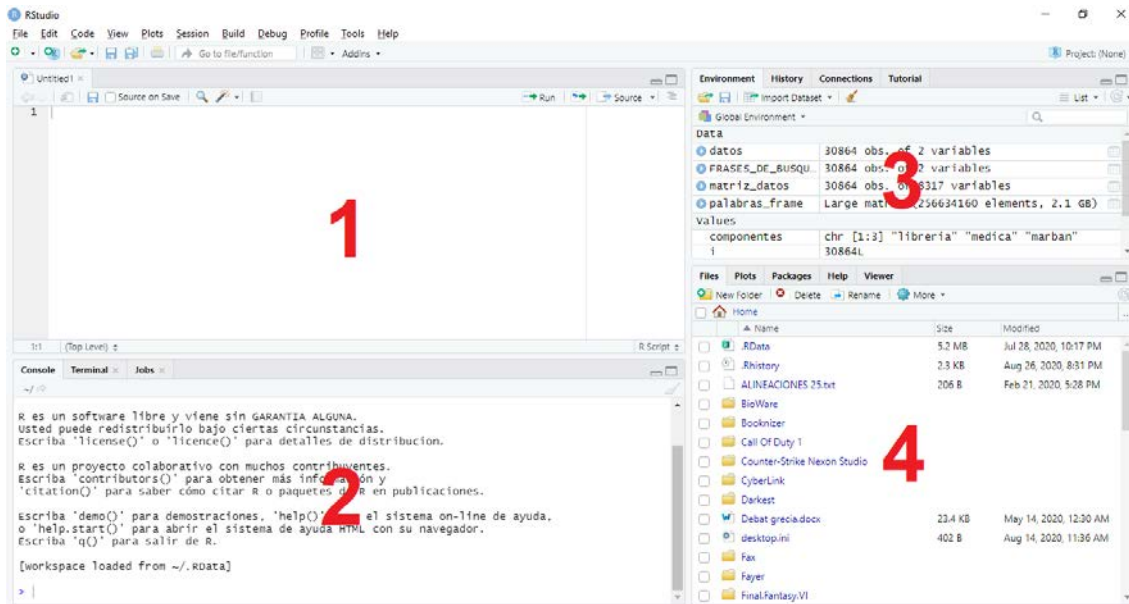 RStudio
File Edit Code View Plots Session Build Debug Profile Tools Help
Go to file/function Addins Project: (None)
Untitled1
Source on Save Run Source
1
1
1:1 (Top Level) R Script
Console Terminal Jobs
~/
R es un software libre y viene sin GARANTIA ALGUNA.
Usted puede redistribuirlo bajo ciertas circunstancias.
Escriba 'license()' o 'licence()' para detalles de distribucion.
R es un proyecto colaborativo con muchos contribuyentes.
Escriba 'contributors()' para obtener más información y
'citation()' para saber cómo citar R o paquetes de R en publicaciones.
Escriba 'demo()' para demostraciones, 'help()' el sistema on-line de ayuda,
o 'help.start()' para abrir el sistema de ayuda HTML con su navegador.
Escriba 'q()' para salir de R.
[workspace loaded from ~/.RData]
>
2
Environment History Connections Tutorial
Import Dataset List
Global Environment
Data
datos 30864 obs. of 2 variables
FRASES_DE_BUSQU… 30864 obs. of 2 variables
matriz_datos 30864 obs. of 8317 variables
palabras_frame Large matrix (256634160 elements, 2.1 GB)
Values
componentes chr [1:3] "libreria" "medica" "marban"
i 30864L
3
Files Plots Packages Help Viewer
New Folder Delete Rename More
Home
Name Size Modified
.RData 5.2 MB Jul 28, 2020, 10:17 PM
.Rhistory 2.3 KB Aug 26, 2020, 8:31 PM
ALINEACIONES 25.txt 206 B Feb 21, 2020, 5:28 PM
BioWare
Booknizer
Call Of Duty 1
Counter-Strike Nexon Studio
CyberLink
Darkest
Debat grecia.docx 23.4 KB May 14, 2020, 12:30 AM
desktop.ini 402 B Aug 14, 2020, 11:36 AM
Fax
Fayer
Final.Fantasy.VI
4